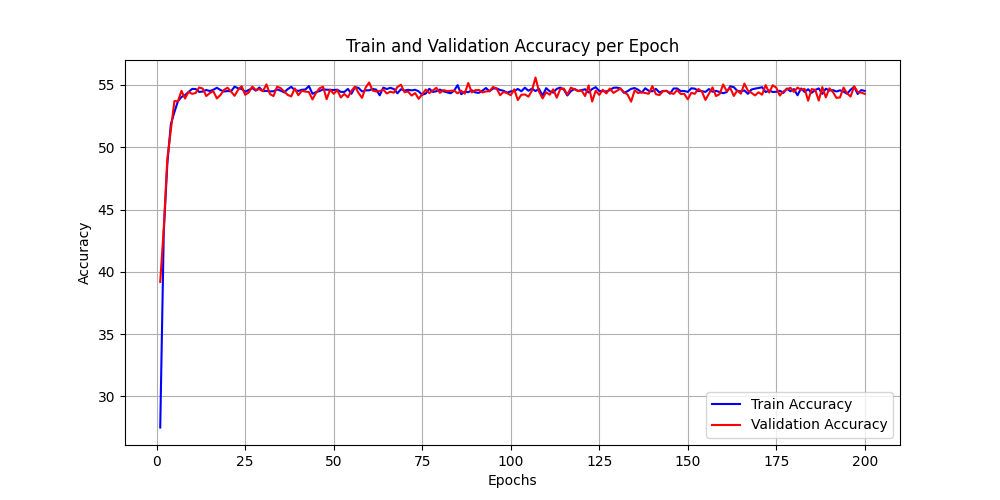 Train and Validation Accuracy per Epoch
55
50
45
40
35
30
Accuracy
Train Accuracy
Validation Accuracy
0 25 50 75 100 125 150 175 200
Epochs